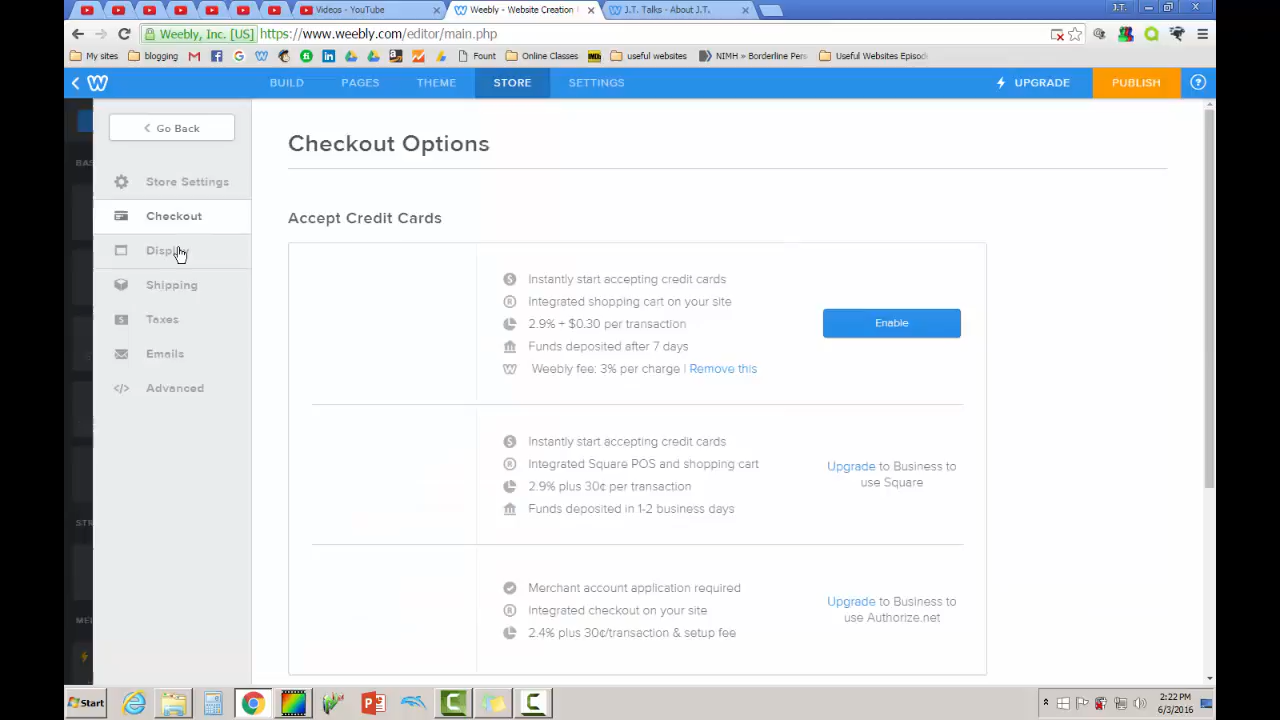 Videos - YouTube
Weebly - Website Creation
J.T. Talks - About J.T.
J.T.
Weebly, Inc. [US]
https://www.weebly.com/editor/main.php
My sites
blogging
Fount
Online Classes
useful websites
NIMH » Borderline Pers
Useful Websites Episod
BUILD
PAGES
THEME
STORE
SETTINGS
UPGRADE
PUBLISH
Go Back
Store Settings
Checkout
Display
Shipping
Taxes
Emails
Advanced
Checkout Options
Accept Credit Cards
Instantly start accepting credit cards
Integrated shopping cart on your site
2.9% + $0.30 per transaction
Funds deposited after 7 days
Weebly fee: 3% per charge | Remove this
Enable
Instantly start accepting credit cards
Integrated Square POS and shopping cart
2.9% plus 30¢ per transaction
Funds deposited in 1-2 business days
Upgrade to Business to
use Square
Merchant account application required
Integrated checkout on your site
2.4% plus 30¢/transaction & setup fee
Upgrade to Business to
use Authorize.net
Start
2:22 PM
6/3/2016